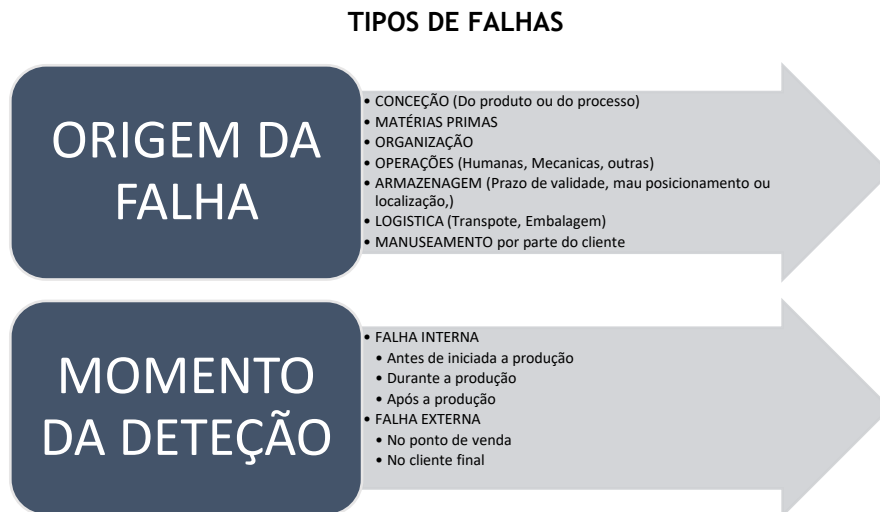 TIPOS DE FALHAS
ORIGEM DA
FALHA
• CONCEÇÃO (Do produto ou do processo)
• MATÉRIAS PRIMAS
• ORGANIZAÇÃO
• OPERAÇÕES (Humanas, Mecanicas, outras)
• ARMAZENAGEM (Prazo de validade, mau posicionamento ou
localização,)
• LOGISTICA (Transpote, Embalagem)
• MANUSEAMENTO por parte do cliente
MOMENTO
DA DETEÇÃO
• FALHA INTERNA
• Antes de iniciada a produção
• Durante a produção
• Após a produção
• FALHA EXTERNA
• No ponto de venda
• No cliente final